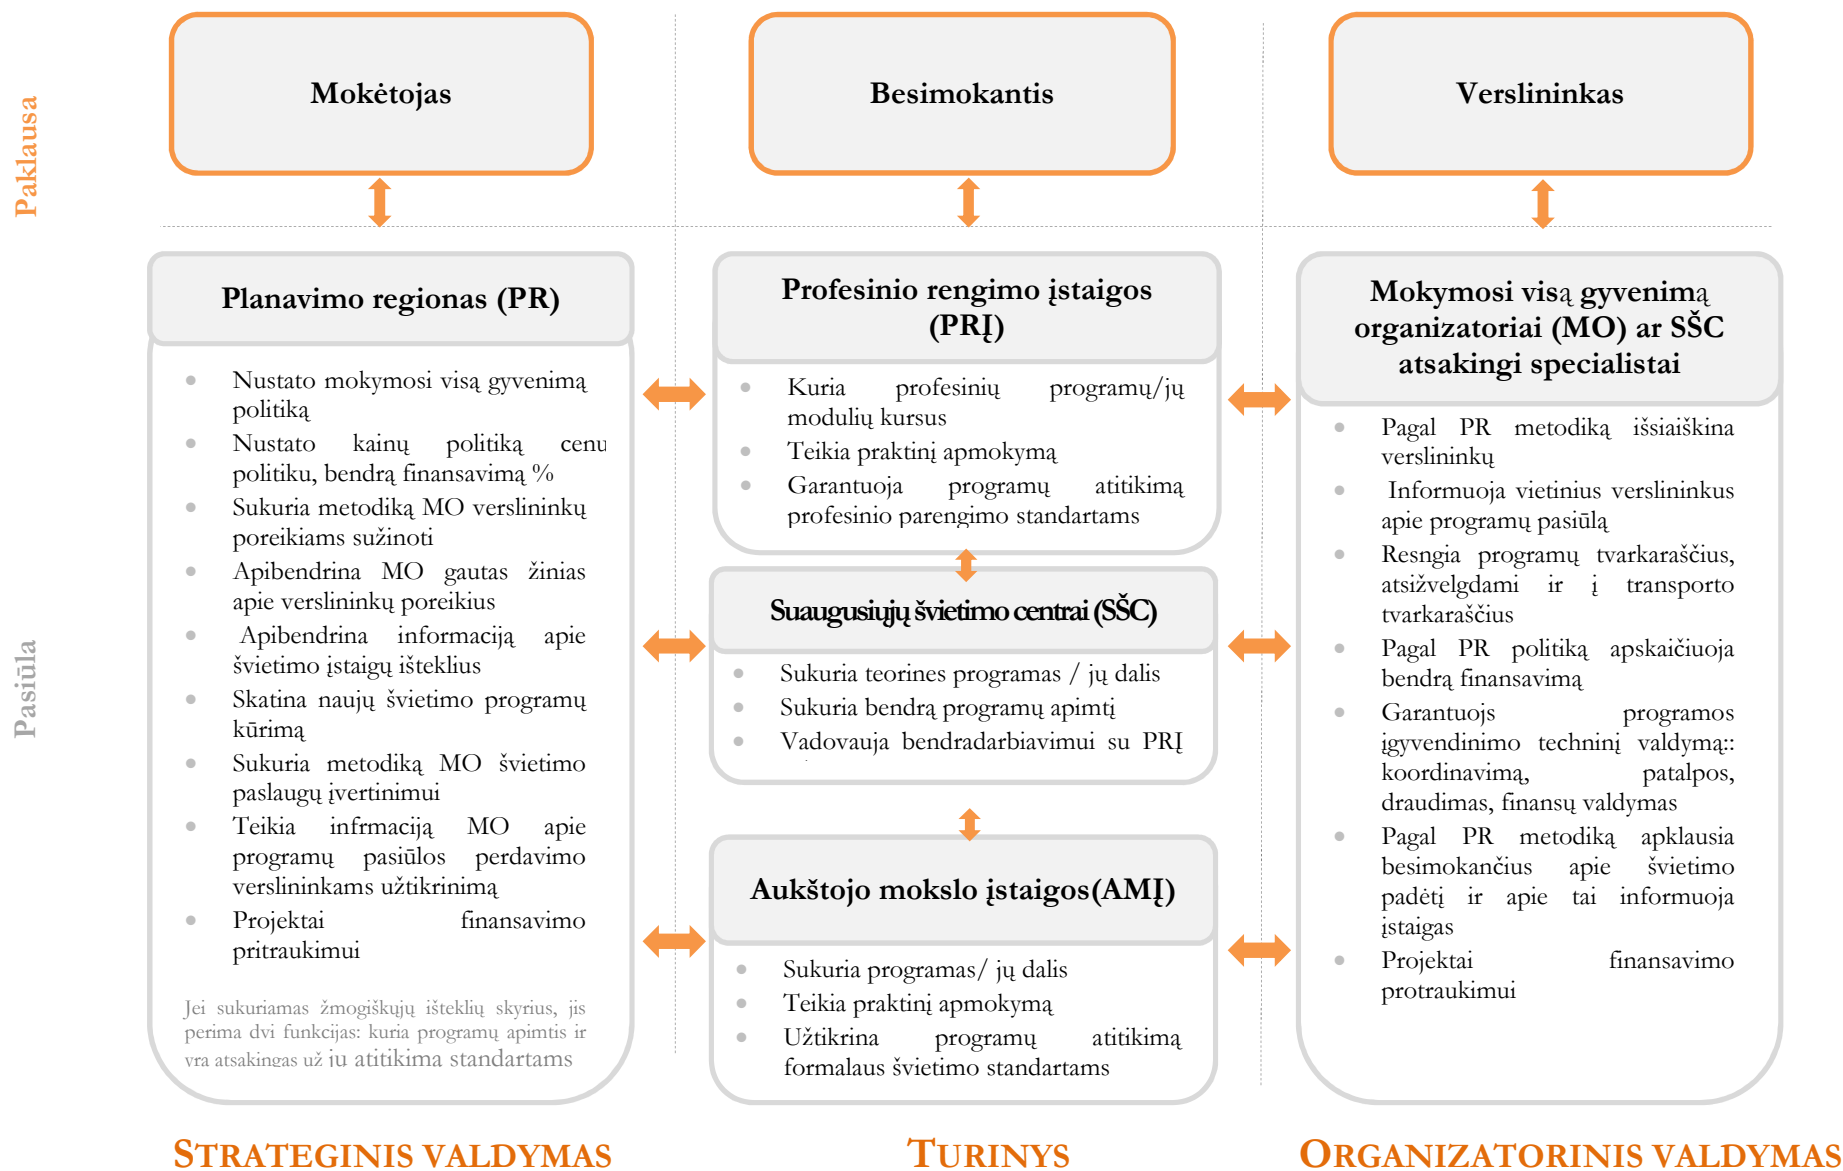 Paklausa
Mokėtojas
Besimokantis
Verslininkas
Pasiūla
Planavimo regionas (PR)
Nustato mokymosi visą gyvenimą
politiką
Nustato kainų politiką cenu
politiku, bendrą finansavimą %
Sukuria metodiką MO verslininkų
poreikiams sužinoti
Apibendrina MO gautas žinias
apie verslininkų poreikius
Apibendrina informaciją apie
švietimo įstaigų išteklius
Skatina naujų švietimo programų
kūrimą
Sukuria metodiką MO švietimo
paslaugų įvertinimui
Teikia infrmaciją MO apie
programų pasiūlos perdavimo
verslininkams užtikrinimą
Projektai finansavimo
pritraukimui
Jei sukuriamas žmogiškųjų išteklių skyrius, jis
perima dvi funkcijas: kuria programų apimtis ir
yra atsakingas už jų atitikimą standartams
Profesinio rengimo įstaigos
(PRĮ)
Kuria profesinių programų/jų
modulių kursus
Teikia praktinį apmokymą
Garantuoja programų atitikimą
profesinio parengimo standartams
Suaugusiųjų švietimo centrai (SŠC)
Sukuria teorines programas / jų dalis
Sukuria bendrą programų apimtį
Vadovauja bendradarbiavimui su PRĮ
Aukštojo mokslo įstaigos(AMĮ)
Sukuria programas/ jų dalis
Teikia praktinį apmokymą
Užtikrina programų atitikimą
formalaus švietimo standartams
Mokymosi visą gyvenimą
organizatoriai (MO) ar SŠC
atsakingi specialistai
Pagal PR metodiką išsiaiškina
verslininkų
Informuoja vietinius verslininkus
apie programų pasiūlą
Resngia programų tvarkaraščius,
atsižvelgdami ir į transporto
tvarkaraščius
Pagal PR politiką apskaičiuoja
bendrą finansavimą
Garantuojs programos
įgyvendinimo techninį valdymą::
koordinavimą, patalpos,
draudimas, finansų valdymas
Pagal PR metodiką apklausia
besimokančius apie švietimo
padėtį ir apie tai informuoja
įstaigas
Projektai finansavimo
protraukimui
STRATEGINIS VALDYMAS
TURINYS
ORGANIZATORINIS VALDYMAS